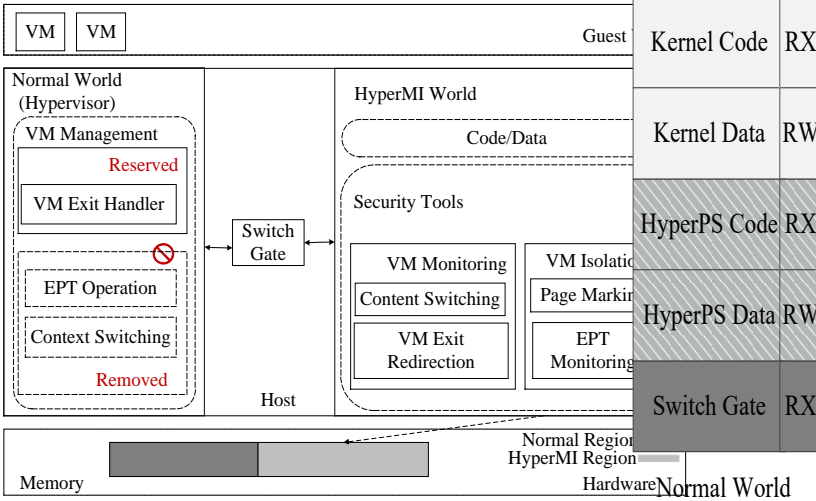 VM
VM
Guest
Normal World
(Hypervisor)
VM Management
Reserved
VM Exit Handler
EPT Operation
Context Switching
Removed
Switch
Gate
Host
HyperMI World
Code/Data
Security Tools
VM Monitoring
Content Switching
VM Exit
Redirection
VM Isolatio
Page Markin
EPT
Monitoring
Memory
Normal Region
HyperMI Region
Hardware
Kernel Code RX
Kernel Data RW
HyperPS Code RX
HyperPS Data RW
Switch Gate RX
Normal World